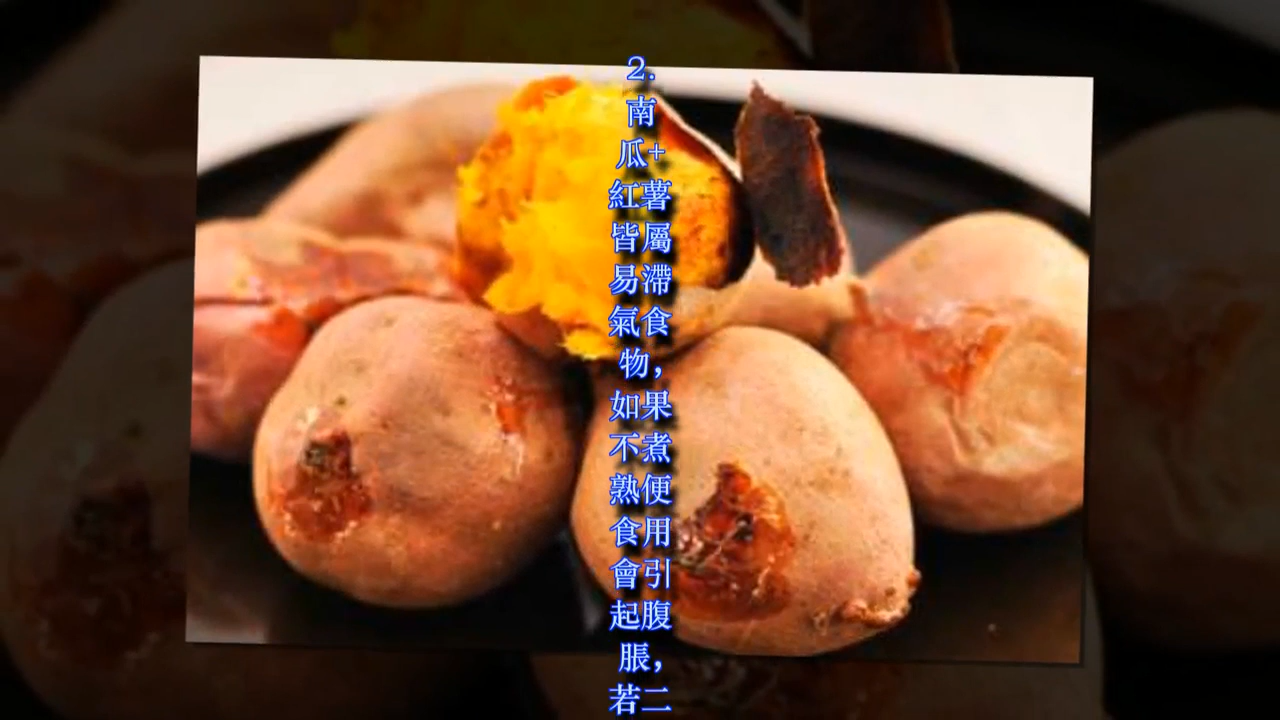 2.
南
瓜+
紅薯
皆屬
易滯
氣食
物，
如果
不煮
熟便
食用
會引
起腹
脹，
若二